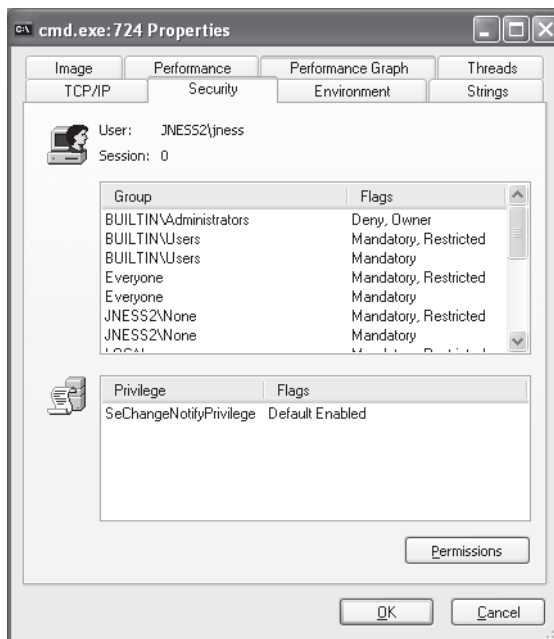 cmd.exe:724 Properties
Image Performance Performance Graph Threads
TCP/IP Security Environment Strings
User: JNESS2\jness
Session: 0
Group Flags
BUILTIN\Administrators Deny, Owner
BUILTIN\Users Mandatory, Restricted
BUILTIN\Users Mandatory
Everyone Mandatory, Restricted
Everyone Mandatory
JNESS2\None Mandatory, Restricted
JNESS2\None Mandatory
Privilege Flags
SeChangeNotifyPrivilege Default Enabled
Permissions
OK Cancel